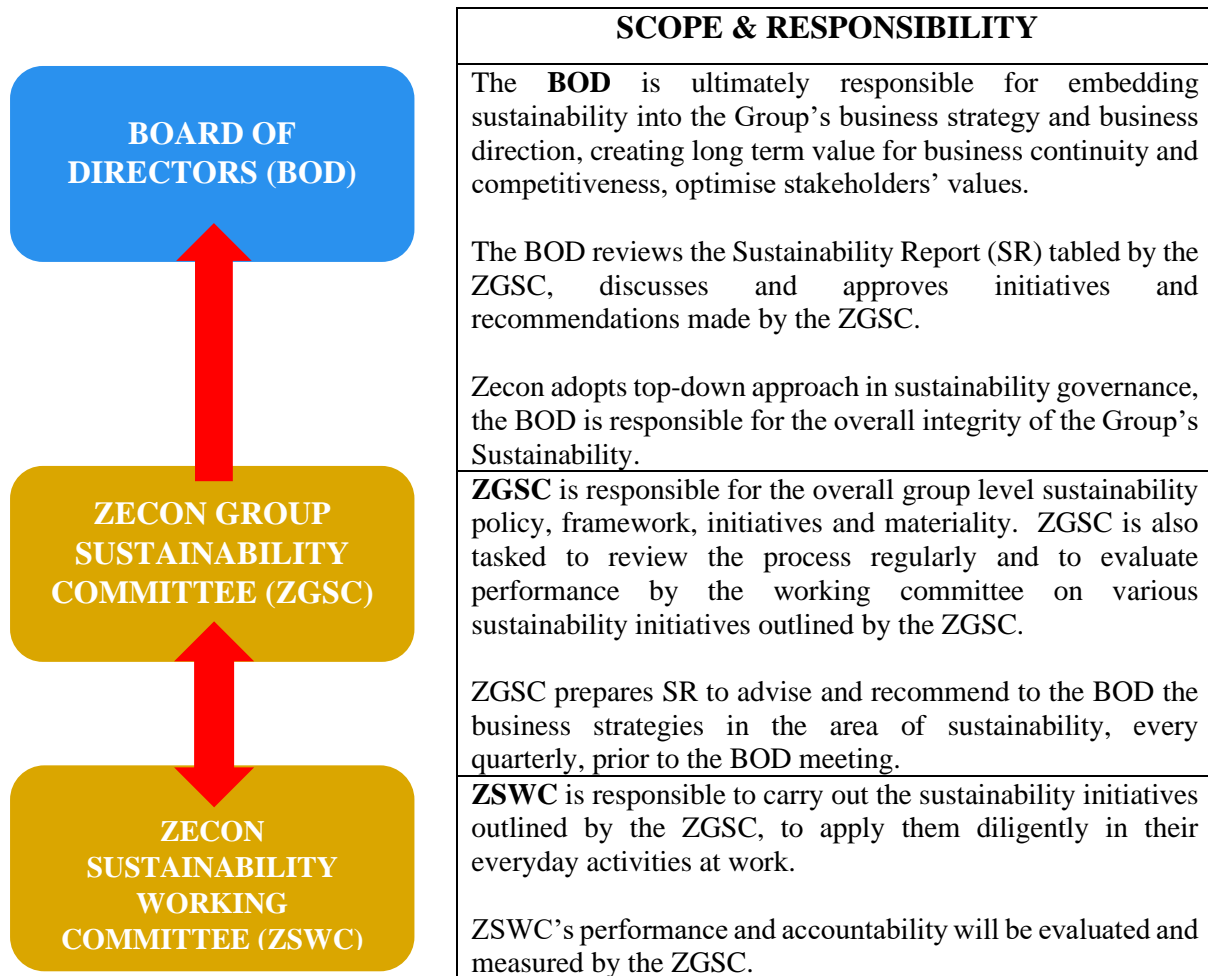 SCOPE & RESPONSIBILITY
BOARD OF
DIRECTORS (BOD)
The BOD is ultimately responsible for embedding
sustainability into the Group’s business strategy and business
direction, creating long term value for business continuity and
competitiveness, optimise stakeholders’ values.
The BOD reviews the Sustainability Report (SR) tabled by the
ZGSC, discusses and approves initiatives and
recommendations made by the ZGSC.
Zecon adopts top-down approach in sustainability governance,
the BOD is responsible for the overall integrity of the Group’s
Sustainability.
ZECON GROUP
SUSTAINABILITY
COMMITTEE (ZGSC)
ZGSC is responsible for the overall group level sustainability
policy, framework, initiatives and materiality. ZGSC is also
tasked to review the process regularly and to evaluate
performance by the working committee on various
sustainability initiatives outlined by the ZGSC.
ZGSC prepares SR to advise and recommend to the BOD the
business strategies in the area of sustainability, every
quarterly, prior to the BOD meeting.
ZECON
SUSTAINABILITY
WORKING
COMMITTEE (ZSWC)
ZSWC is responsible to carry out the sustainability initiatives
outlined by the ZGSC, to apply them diligently in their
everyday activities at work.
ZSWC’s performance and accountability will be evaluated and
measured by the ZGSC.